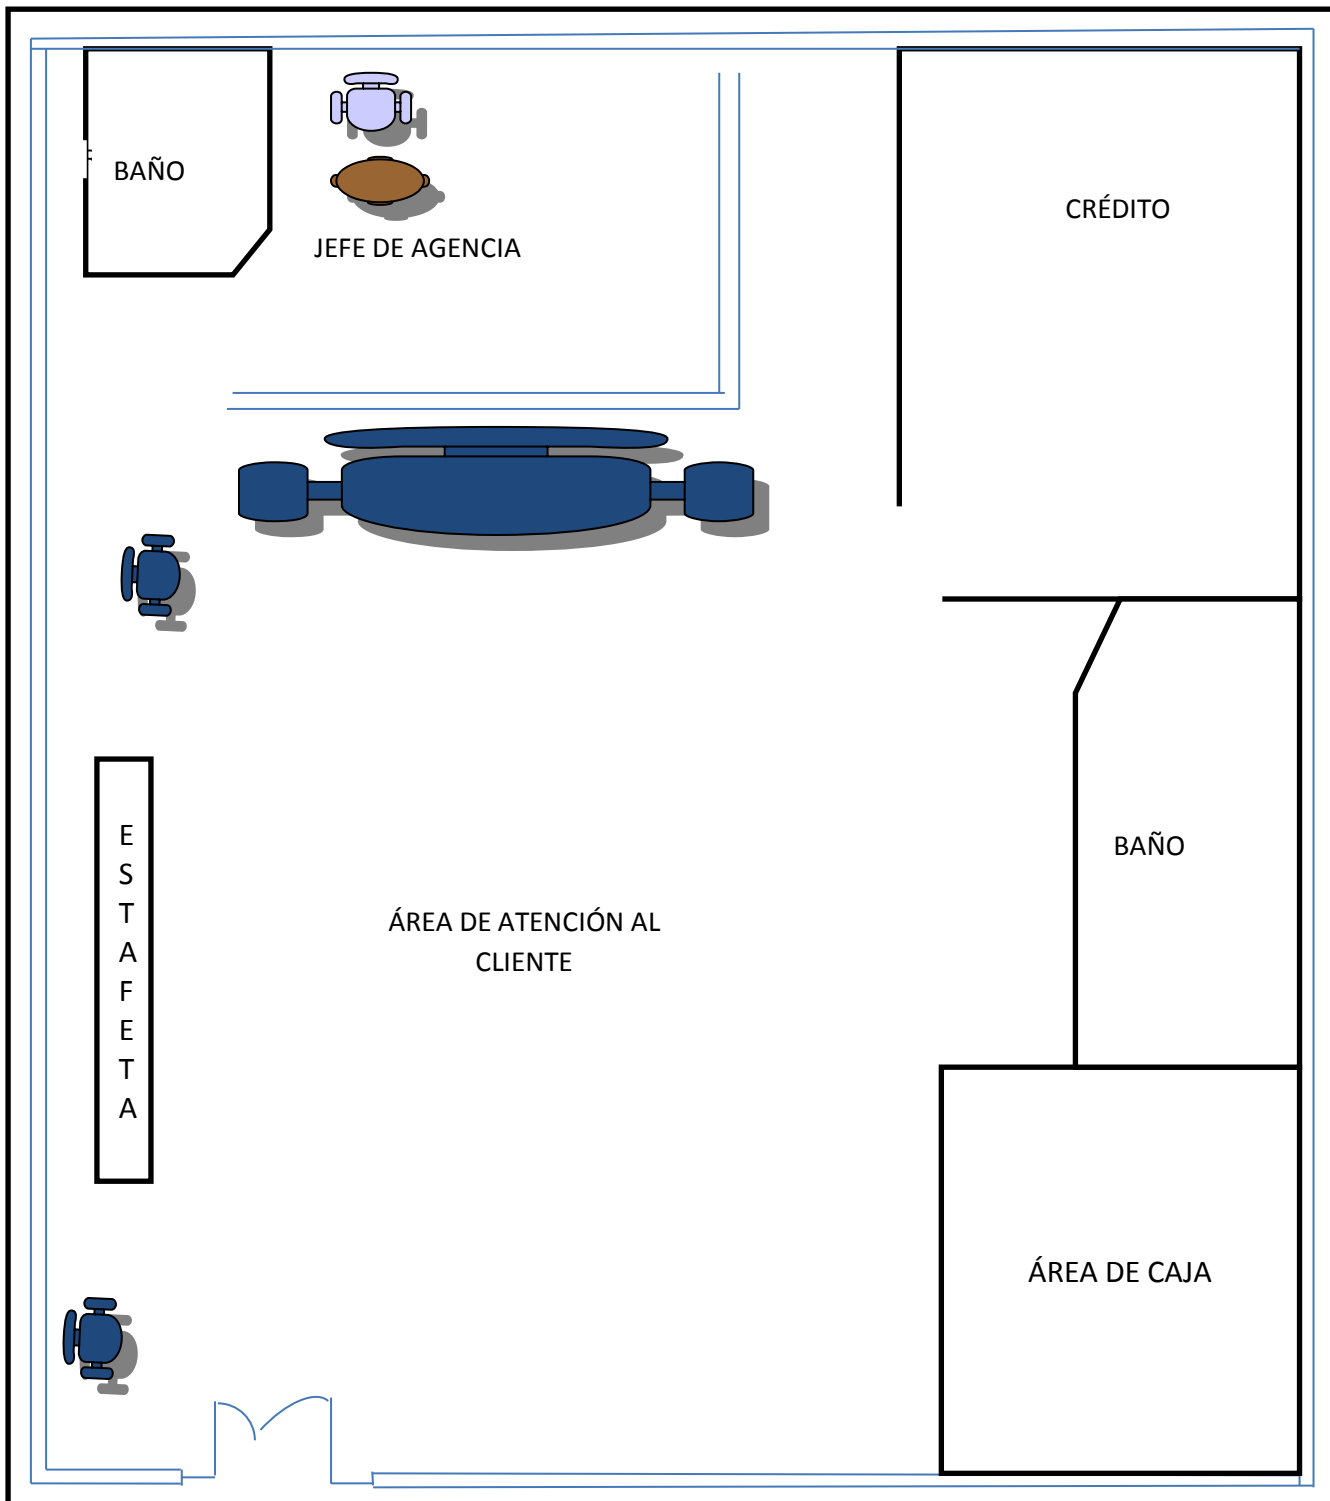 BAÑO
CRÉDITO
JEFE DE AGENCIA
E
S
T
A
F
E
T
A
BAÑO
ÁREA DE ATENCIÓN AL
CLIENTE
ÁREA DE CAJA